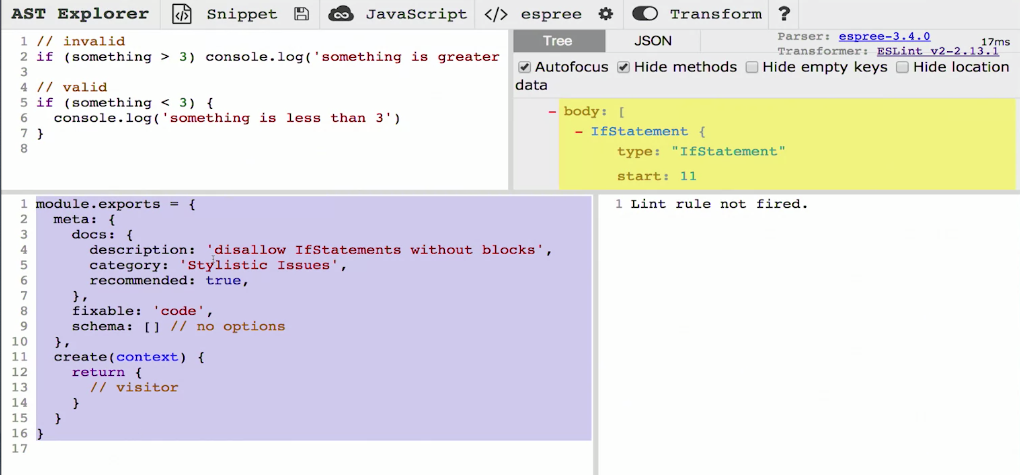 AST Explorer Snippet JavaScript </> espree Transform ?
1 // invalid
2 if (something > 3) console.log('something is greater
3
4 // valid
5 if (something < 3) {
6 console.log('something is less than 3')
7 }
8
Tree JSON Parser: espree-3.4.0 17ms
Transformer: ESLint v2-2.13.1
Autofocus Hide methods Hide empty keys Hide location
data
- body: [
- IfStatement {
type: "IfStatement"
start: 11
1 module.exports = {
2 meta: {
3 docs: {
4 description: 'disallow IfStatements without blocks',
5 category: 'Stylistic Issues',
6 recommended: true,
7 },
8 fixable: 'code',
9 schema: [] // no options
10 },
11 create(context) {
12 return {
13 // visitor
14 }
15 }
16 }
17
1 Lint rule not fired.